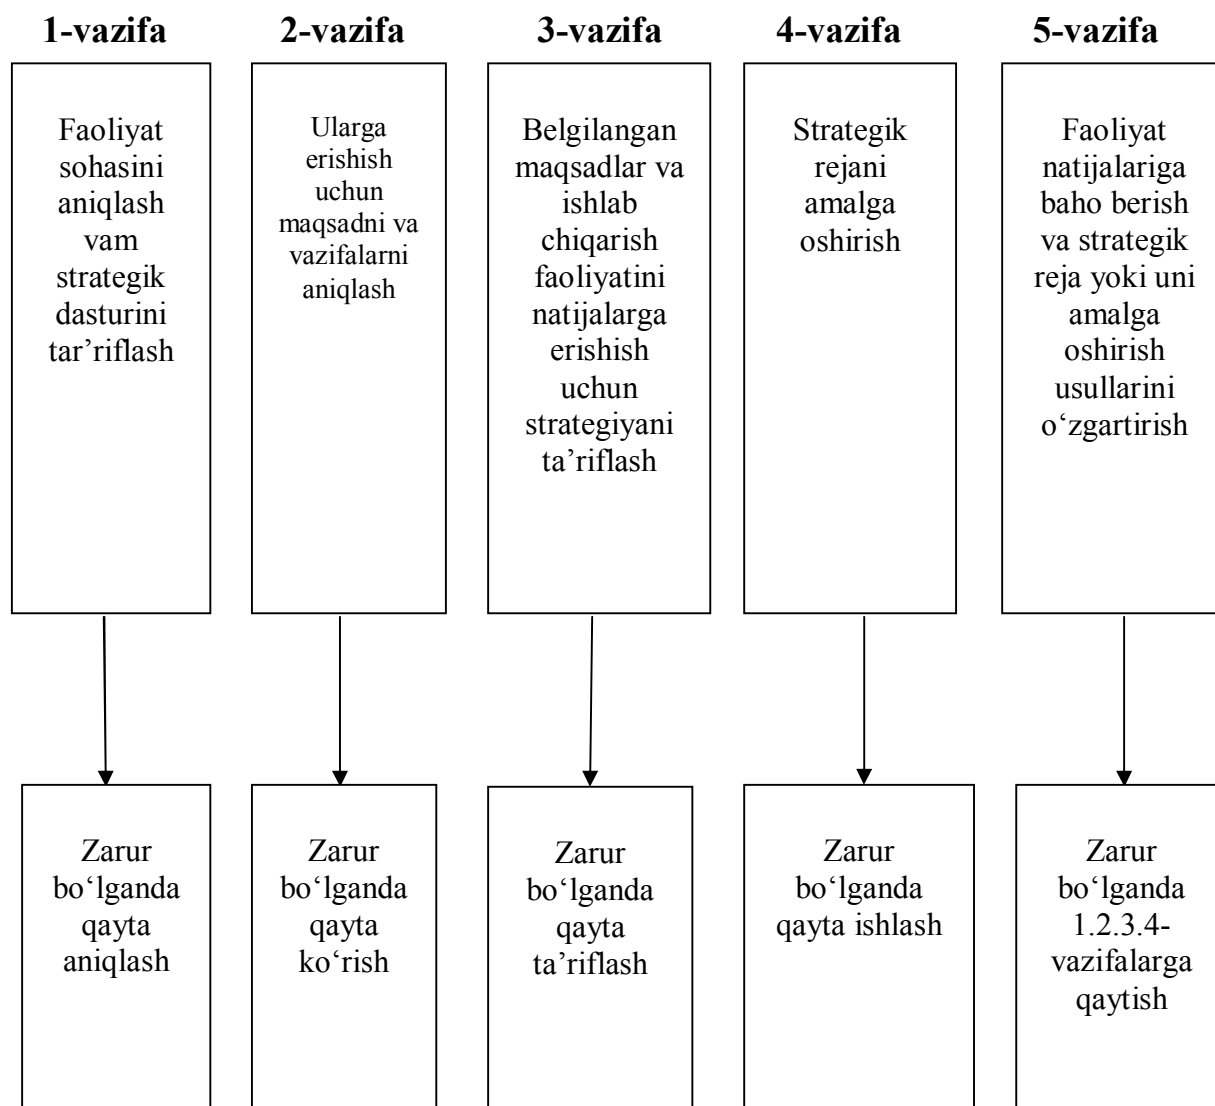 1-vazifa
2-vazifa
3-vazifa
4-vazifa
5-vazifa
Faoliyat
sohasini
aniqlash
vam
strategik
dasturini
tar’riflash
Ularga
erishish
uchun
maqsadni va
vazifalarni
aniqlash
Belgilangan
maqsadlar va
ishlab
chiqarish
faoliyatini
natijalarga
erishish
uchun
strategiyani
ta’riflash
Strategik
rejani
amalga
oshirish
Faoliyat
natijalariga
baho berish
va strategik
reja yoki uni
amalga
oshirish
usullarini
o‘zgartirish
Zarur
bo‘lganda
qayta
aniqlash
Zarur
bo‘lganda
qayta
ko‘rish
Zarur
bo‘lganda
qayta
ta’riflash
Zarur
bo‘lganda
qayta ishlash
Zarur
bo‘lganda
1.2.3.4-
vazifalarga
qaytish